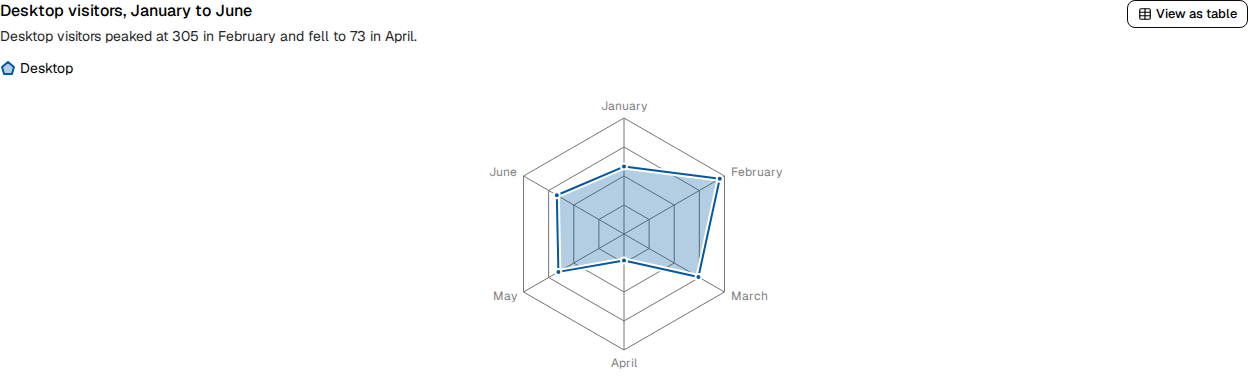 Desktop visitors, January to June
View as table
Desktop visitors peaked at 305 in February and fell to 73 in April.
Desktop
January
June
February
May
March
April